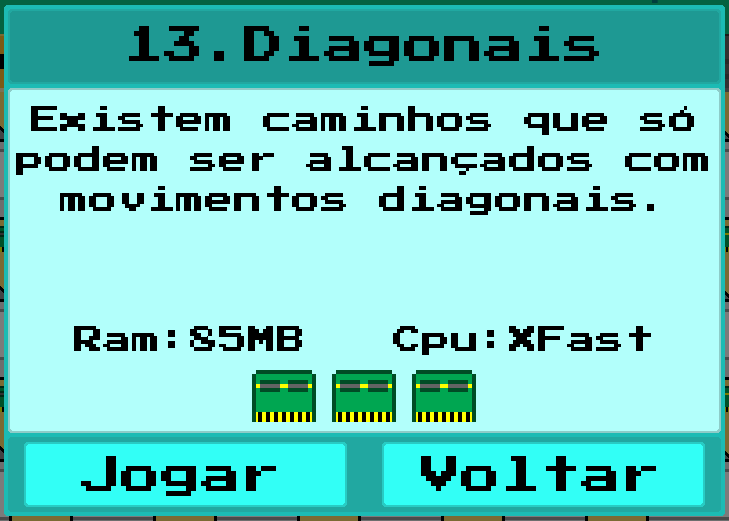 13.Diagonais
Existem caminhos que só
podem ser alcançados com
movimentos diagonais.
Ram:85MB Cpu:XFast
Jogar Voltar